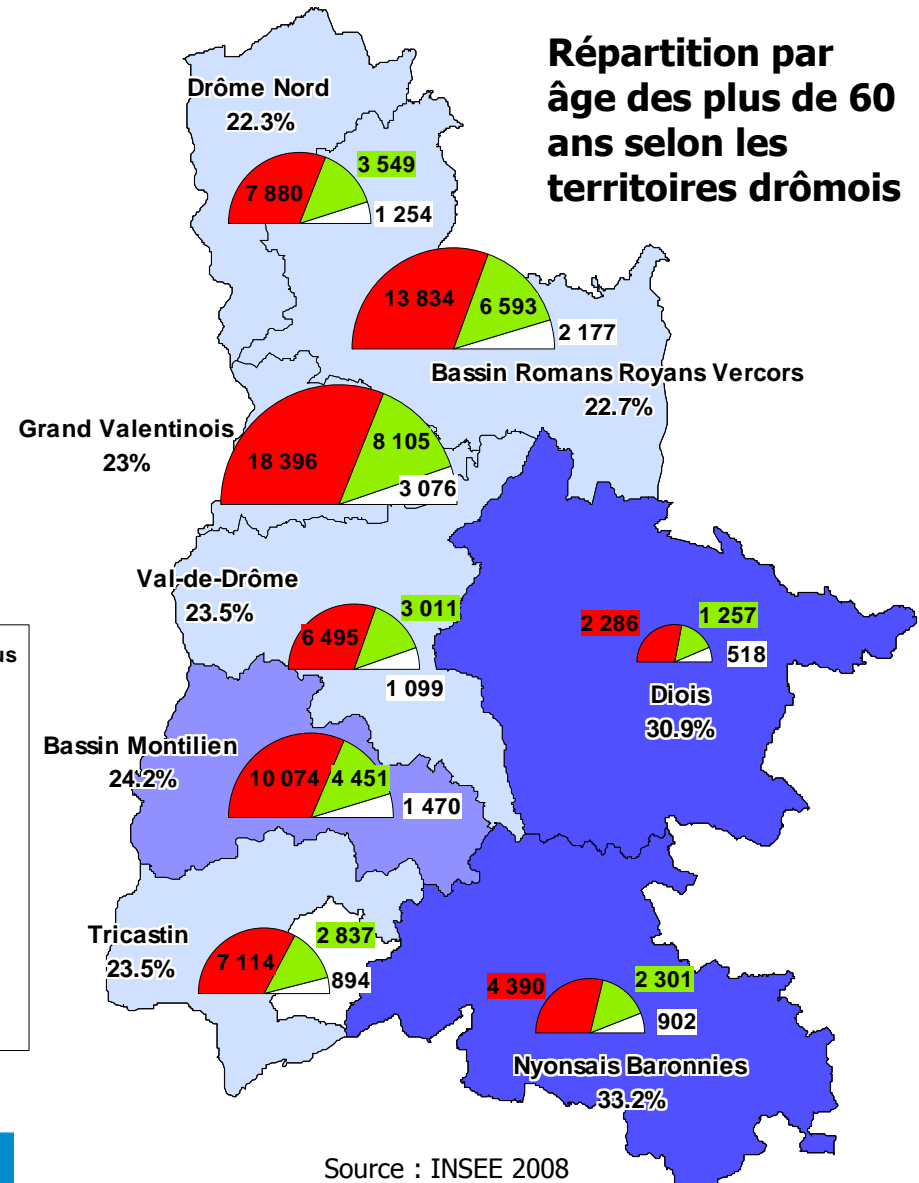 Répartition par
âge des plus de 60
ans selon les
territoires drômois
Drôme Nord
22.3%
7 880
3 549
1 254
13 834
6 593
2 177
Bassin Romans Royans Vercors
22.7%
Grand Valentinois
23%
18 396
8 105
3 076
Val-de-Drôme
23.5%
6 495
3 011
1 099
2 286
1 257
518
Diois
30.9%
Bassin Montilien
24.2%
10 074
4 451
1 470
Tricastin
23.5%
7 114
2 837
894
4 390
2 301
902
Nyonsais Baronnies
33.2%
Source : INSEE 2008